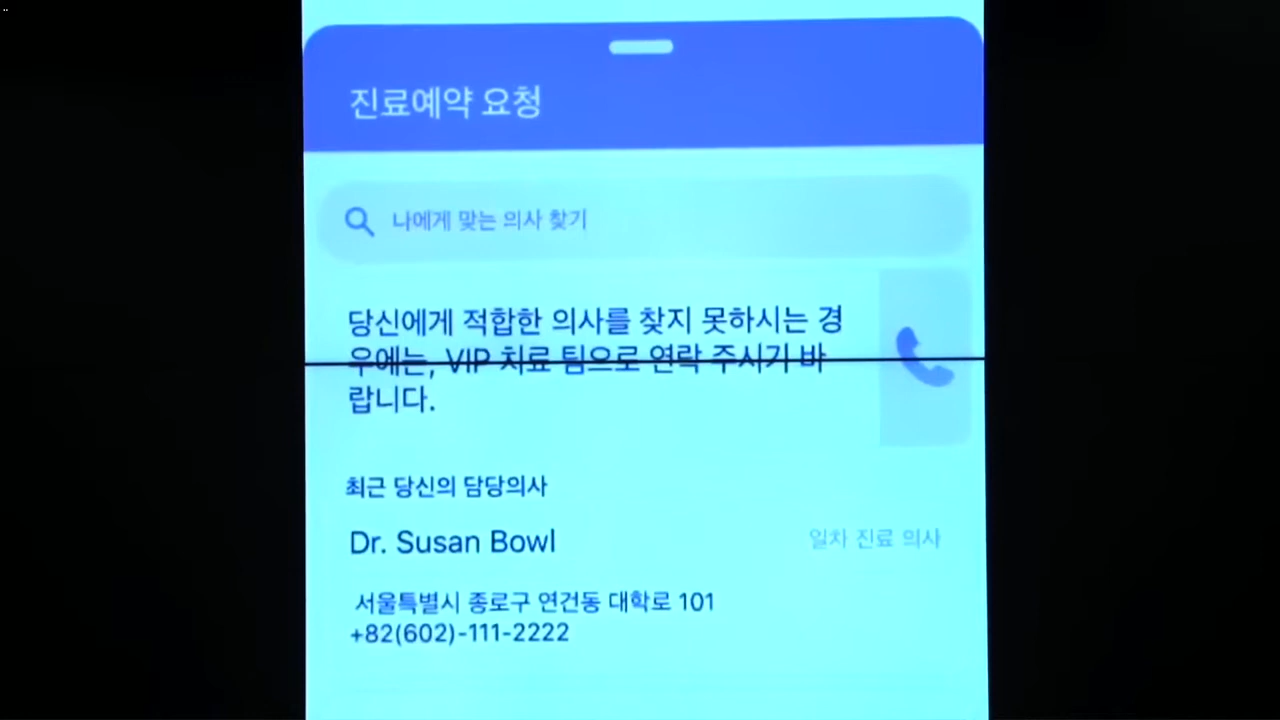 진료예약 요청
나에게 맞는 의사 찾기
당신에게 적합한 의사를 찾지 못하시는 경
우에는, VIP 치료 팀으로 연락 주시기 바
랍니다.
최근 당신의 담당의사
Dr. Susan Bowl
일차 진료 의사
서울특별시 종로구 연건동 대학로 101
+82(602)-111-2222